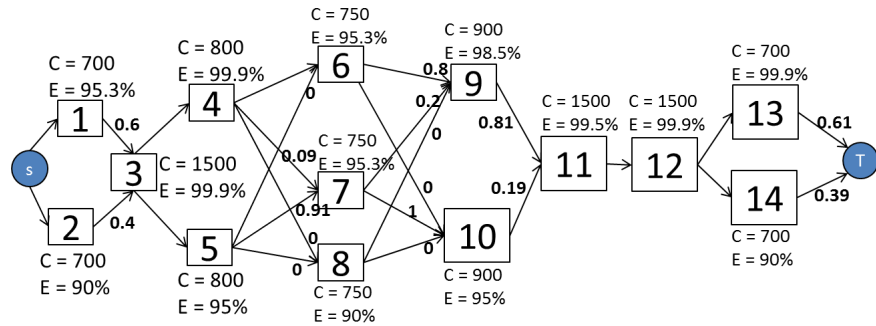 C = 750
E = 95.3%
6
C = 900
E = 98.5%
9
C = 700
E = 99.9%
13
C = 800
E = 99.9%
4
C = 700
E = 95.3%
1
0.6
0
0.8
0.2
0
0.81
C = 1500
E = 99.5%
11
C = 1500
E = 99.9%
12
0.61
s
3
C = 1500
E = 99.9%
0.09
C = 750
E = 95.3%
7
0.91
0
1
0
0.19
T
0.39
2
0.4
C = 700
E = 90%
5
C = 800
E = 95%
0
0
8
C = 750
E = 90%
10
C = 900
E = 95%
14
C = 700
E = 90%